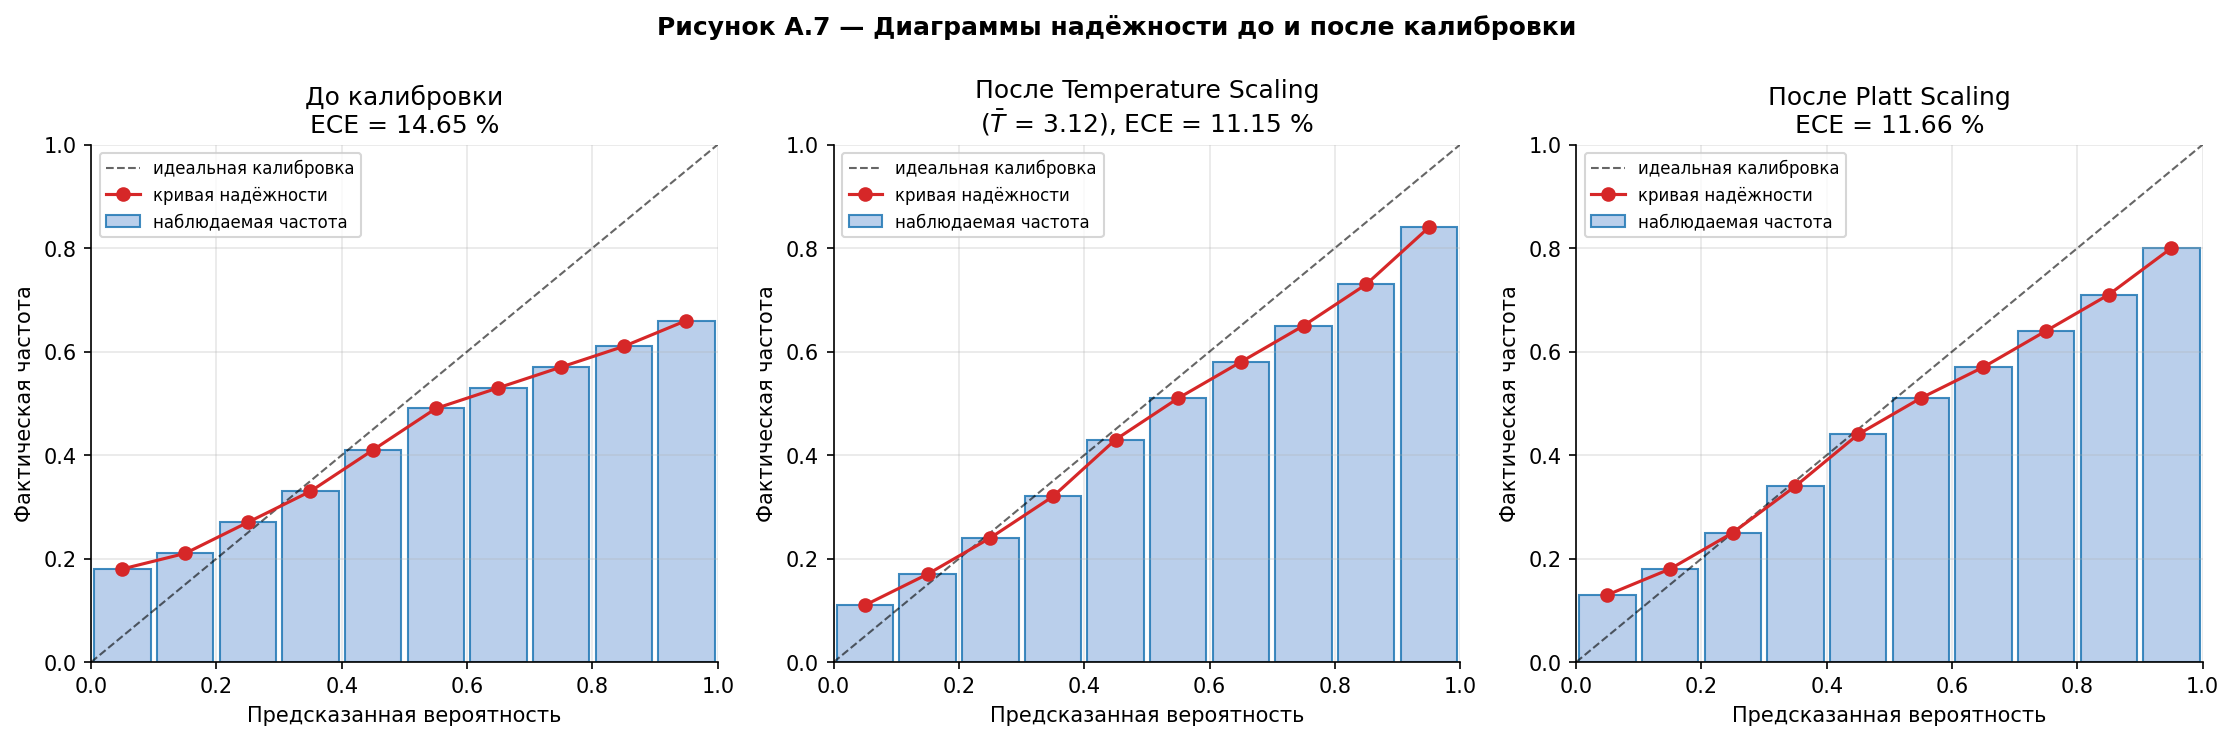 Рисунок А.7 — Диаграммы надёжности до и после калибровки
До калибровки
ECE = 14.65 %
идеальная калибровка
кривая надёжности
наблюдаемая частота
Фактическая частота
1.0
0.8
0.6
0.4
0.2
0.0
0.0 0.2 0.4 0.6 0.8 1.0
Предсказанная вероятность
После Temperature Scaling
(T̄ = 3.12), ECE = 11.15 %
идеальная калибровка
кривая надёжности
наблюдаемая частота
Фактическая частота
1.0
0.8
0.6
0.4
0.2
0.0
0.0 0.2 0.4 0.6 0.8 1.0
Предсказанная вероятность
После Platt Scaling
ECE = 11.66 %
идеальная калибровка
кривая надёжности
наблюдаемая частота
Фактическая частота
1.0
0.8
0.6
0.4
0.2
0.0
0.0 0.2 0.4 0.6 0.8 1.0
Предсказанная вероятность